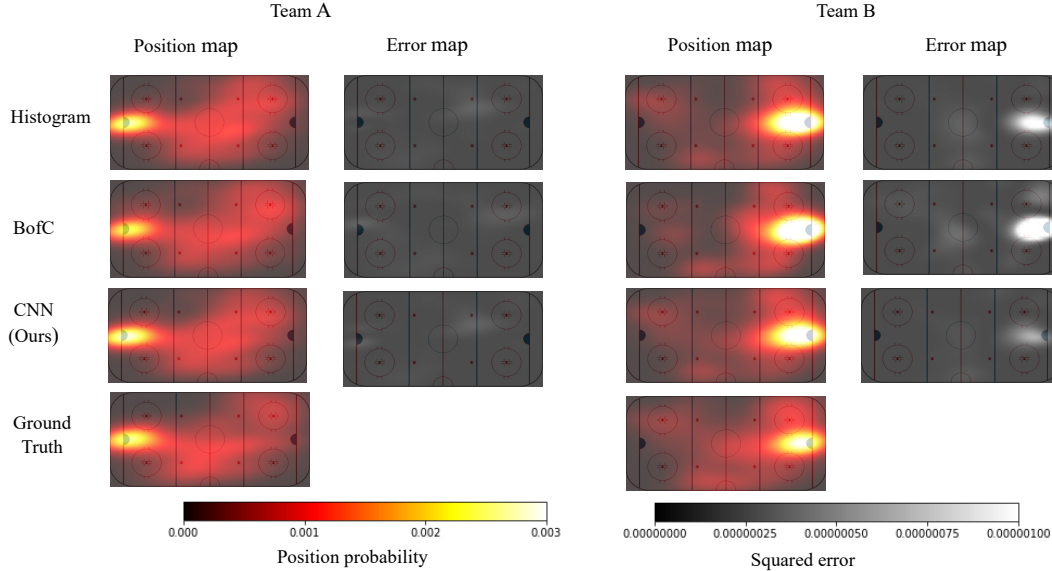 Team A
Team B
Position map
Error map
Position map
Error map
Histogram
BofC
CNN
(Ours)
Ground
Truth
0.000
0.001
0.002
0.003
Position probability
0.00000000
0.00000025
0.00000050
0.00000075
0.00000100
Squared error